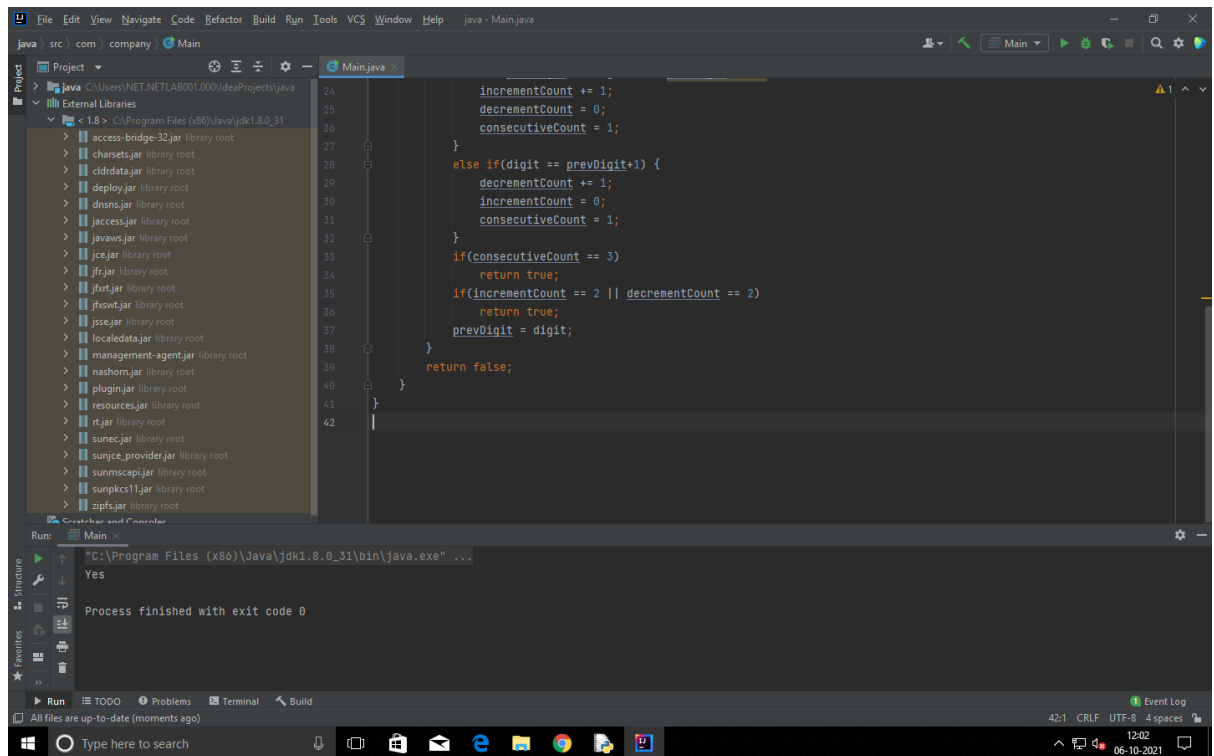 File Edit View Navigate Code Refactor Build Run Tools VCS Window Help java - Main.java
java src com company Main
Main
Project
Main.java
Project
java C:\Users\NET.NETLAB001.000\IdeaProjects\java
External Libraries
< 1.8 > C:\Program Files (x86)\Java\jdk1.8.0_31
access-bridge-32.jar library root
charsets.jar library root
cldrdata.jar library root
deploy.jar library root
dnsns.jar library root
jaccess.jar library root
javaws.jar library root
jce.jar library root
jfr.jar library root
jfxrt.jar library root
jfxswt.jar library root
jsse.jar library root
localedata.jar library root
management-agent.jar library root
nashorn.jar library root
plugin.jar library root
resources.jar library root
rt.jar library root
sunec.jar library root
sunjce_provider.jar library root
sunmscapi.jar library root
sunpkcs11.jar library root
zipfs.jar library root
Scratches and Consoles
24 incrementCount += 1;
25 decrementCount = 0;
26 consecutiveCount = 1;
27 }
28 else if(digit == prevDigit+1) {
29 decrementCount += 1;
30 incrementCount = 0;
31 consecutiveCount = 1;
32 }
33 if(consecutiveCount == 3)
34 return true;
35 if(incrementCount == 2 || decrementCount == 2)
36 return true;
37 prevDigit = digit;
38 }
39 return false;
40 }
41 }
42
1
Run: Main
"C:\Program Files (x86)\Java\jdk1.8.0_31\bin\java.exe" ...
Yes
Process finished with exit code 0
Structure
Favorites
Run TODO Problems Terminal Build
1 Event Log
All files are up-to-date (moments ago)
42:1 CRLF UTF-8 4 spaces
Type here to search
12:02
06-10-2021